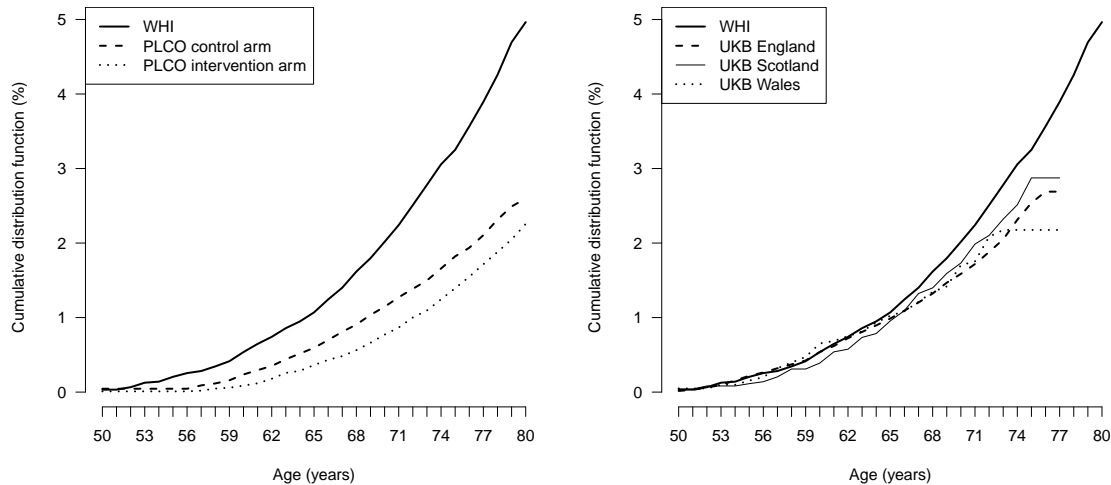 WHI
PLCO control arm
PLCO intervention arm
Cumulative distribution function (%)
5
4
3
2
1
0
50 53 56 59 62 65 68 71 74 77 80
Age (years)
WHI
UKB England
UKB Scotland
UKB Wales
Cumulative distribution function (%)
5
4
3
2
1
0
50 53 56 59 62 65 68 71 74 77 80
Age (years)